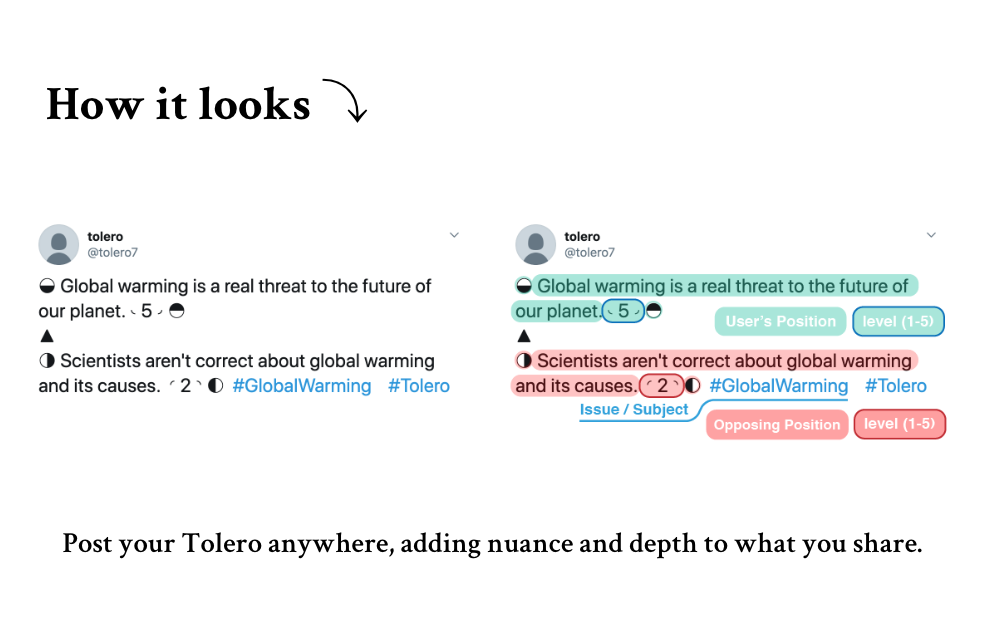 How it looks
tolero
@tolero7
◒ Global warming is a real threat to the future of
our planet. ◟ 5 ◞ ◓
▲
◑ Scientists aren't correct about global warming
and its causes. ◜ 2 ◝ ◐ #GlobalWarming #Tolero
tolero
@tolero7
◒ Global warming is a real threat to the future of
our planet. ◟ 5 ◞ ◓
User's Position level (1-5)
▲
◑ Scientists aren't correct about global warming
and its causes. ◜ 2 ◝ ◐ #GlobalWarming #Tolero
Issue / Subject
Opposing Position level (1-5)
Post your Tolero anywhere, adding nuance and depth to what you share.